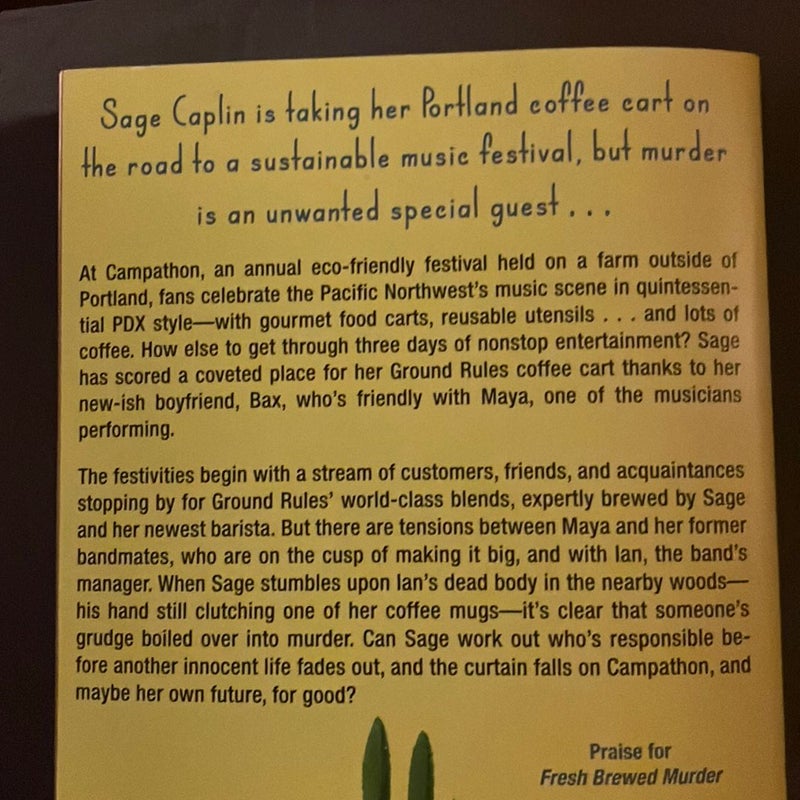 Sage Caplin is taking her Portland coffee cart on
the road to a sustainable music festival, but murder
is an unwanted special guest . . .
At Campathon, an annual eco-friendly festival held on a farm outside of
Portland, fans celebrate the Pacific Northwest's music scene in quintessen-
tial PDX style—with gourmet food carts, reusable utensils . . . and lots of
coffee. How else to get through three days of nonstop entertainment? Sage
has scored a coveted place for her Ground Rules coffee cart thanks to her
new-ish boyfriend, Bax, who's friendly with Maya, one of the musicians
performing.
The festivities begin with a stream of customers, friends, and acquaintances
stopping by for Ground Rules' world-class blends, expertly brewed by Sage
and her newest barista. But there are tensions between Maya and her former
bandmates, who are on the cusp of making it big, and with Ian, the band's
manager. When Sage stumbles upon Ian's dead body in the nearby woods—
his hand still clutching one of her coffee mugs—it's clear that someone's
grudge boiled over into murder. Can Sage work out who's responsible be-
fore another innocent life fades out, and the curtain falls on Campathon, and
maybe her own future, for good?
Praise for
Fresh Brewed Murder